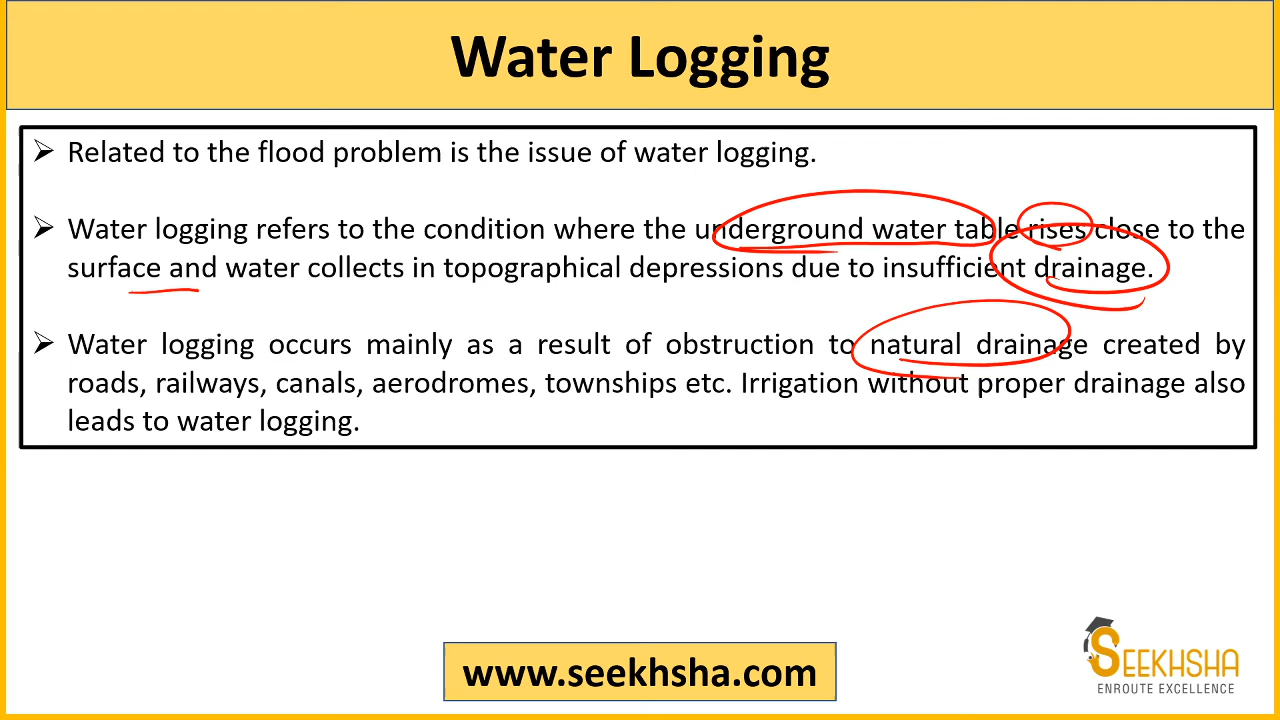 Water Logging
➢ Related to the flood problem is the issue of water logging.
➢ Water logging refers to the condition where the underground water table rises close to the
surface and water collects in topographical depressions due to insufficient drainage.
➢ Water logging occurs mainly as a result of obstruction to natural drainage created by
roads, railways, canals, aerodromes, townships etc. Irrigation without proper drainage also
leads to water logging.
www.seekhsha.com
SEEKHSHA
ENROUTE EXCELLENCE